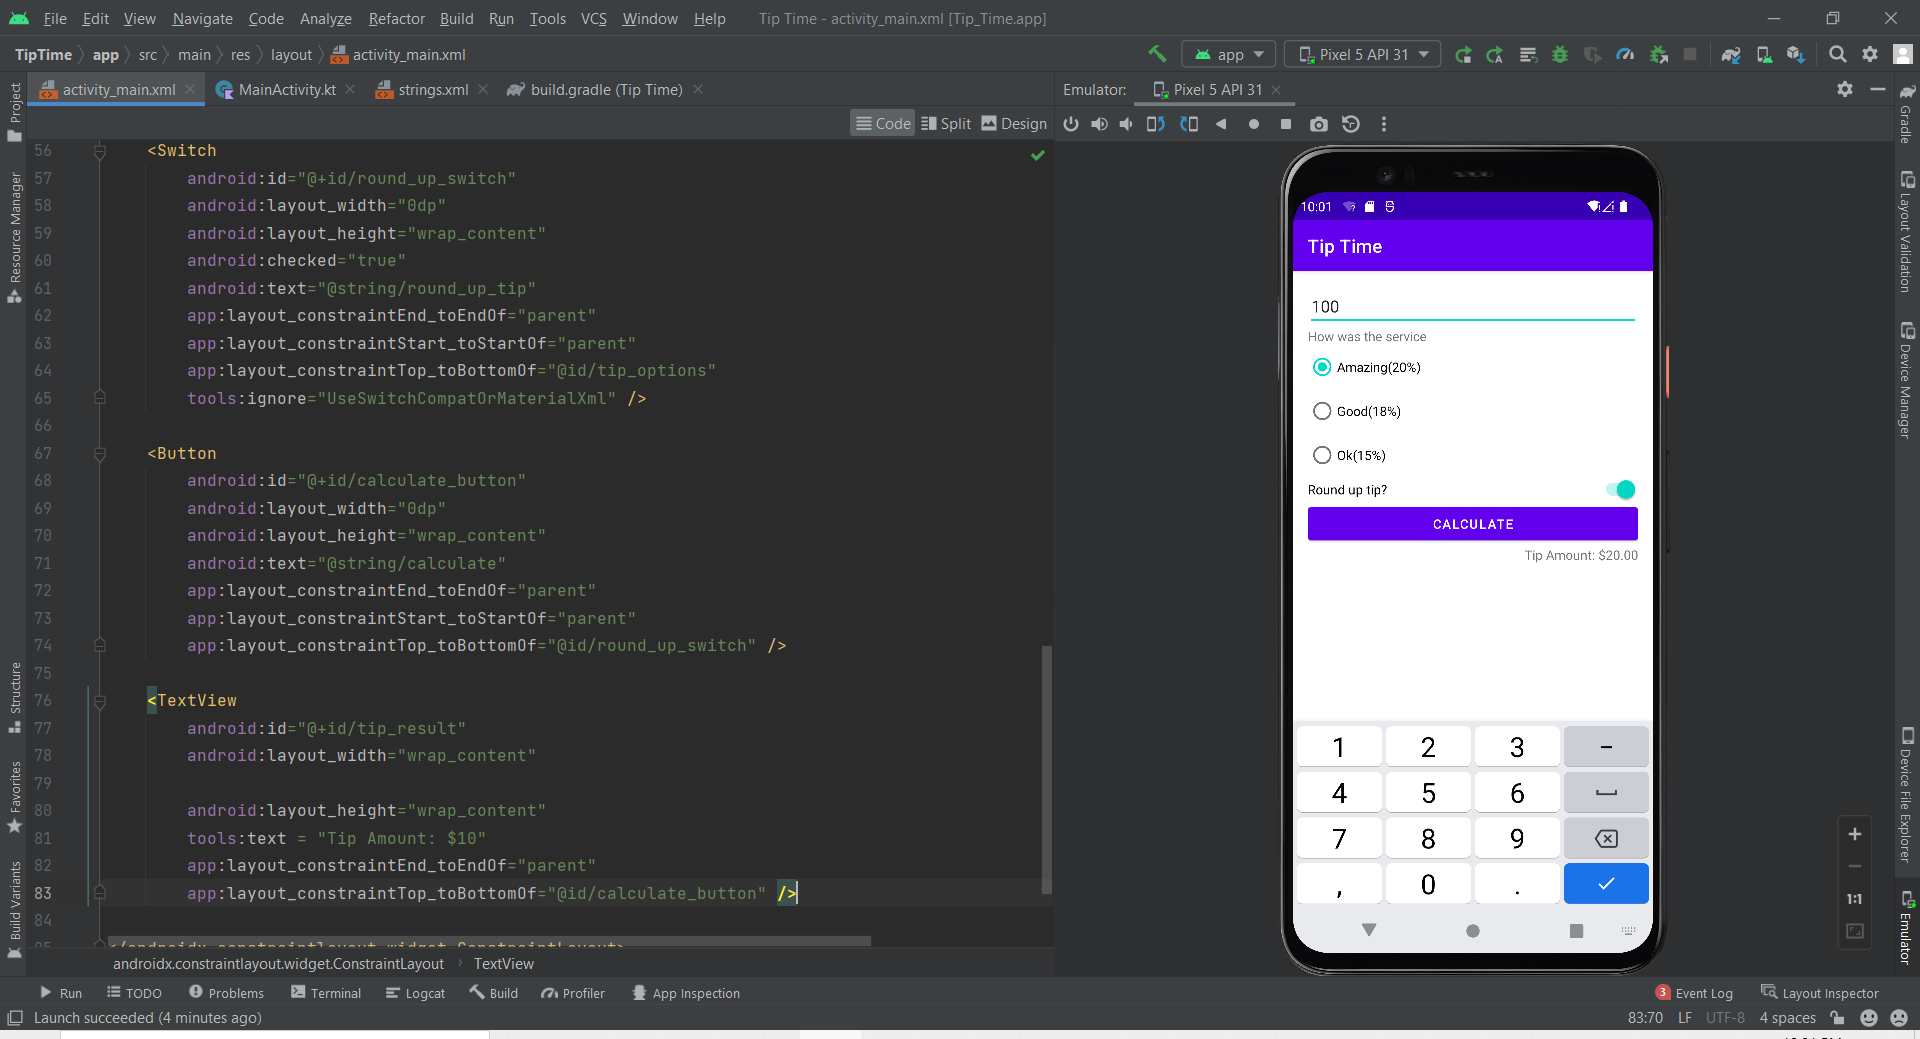 File Edit View Navigate Code Analyze Refactor Build Run Tools VCS Window Help Tip Time - activity_main.xml [Tip_Time.app]
TipTime app src main res layout activity_main.xml app Pixel 5 API 31
activity_main.xml MainActivity.kt strings.xml build.gradle (Tip Time) Emulator: Pixel 5 API 31
Code Split Design
56 <Switch
57 android:id="@+id/round_up_switch"
58 android:layout_width="0dp"
59 android:layout_height="wrap_content"
60 android:checked="true"
61 android:text="@string/round_up_tip"
62 app:layout_constraintEnd_toEndOf="parent"
63 app:layout_constraintStart_toStartOf="parent"
64 app:layout_constraintTop_toBottomOf="@id/tip_options"
65 tools:ignore="UseSwitchCompatOrMaterialXml" />
66
67 <Button
68 android:id="@+id/calculate_button"
69 android:layout_width="0dp"
70 android:layout_height="wrap_content"
71 android:text="@string/calculate"
72 app:layout_constraintEnd_toEndOf="parent"
73 app:layout_constraintStart_toStartOf="parent"
74 app:layout_constraintTop_toBottomOf="@id/round_up_switch" />
75
76 <TextView
77 android:id="@+id/tip_result"
78 android:layout_width="wrap_content"
79
80 android:layout_height="wrap_content"
81 tools:text = "Tip Amount: $10"
82 app:layout_constraintEnd_toEndOf="parent"
83 app:layout_constraintTop_toBottomOf="@id/calculate_button" />
84
85 </androidx.constraintlayout.widget.ConstraintLayout>
androidx.constraintlayout.widget.ConstraintLayout TextView
Project
Resource Manager
Structure
Favorites
Build Variants
10:01
Tip Time
100
How was the service
Amazing(20%)
Good(18%)
Ok(15%)
Round up tip?
CALCULATE
Tip Amount: $20.00
1 2 3 -
4 5 6
7 8 9
, 0 .
1:1
Gradle
Layout Validation
Device Manager
Device File Explorer
Emulator
Run TODO Problems Terminal Logcat Build Profiler App Inspection 3 Event Log Layout Inspector
Launch succeeded (4 minutes ago) 83:70 LF UTF-8 4 spaces